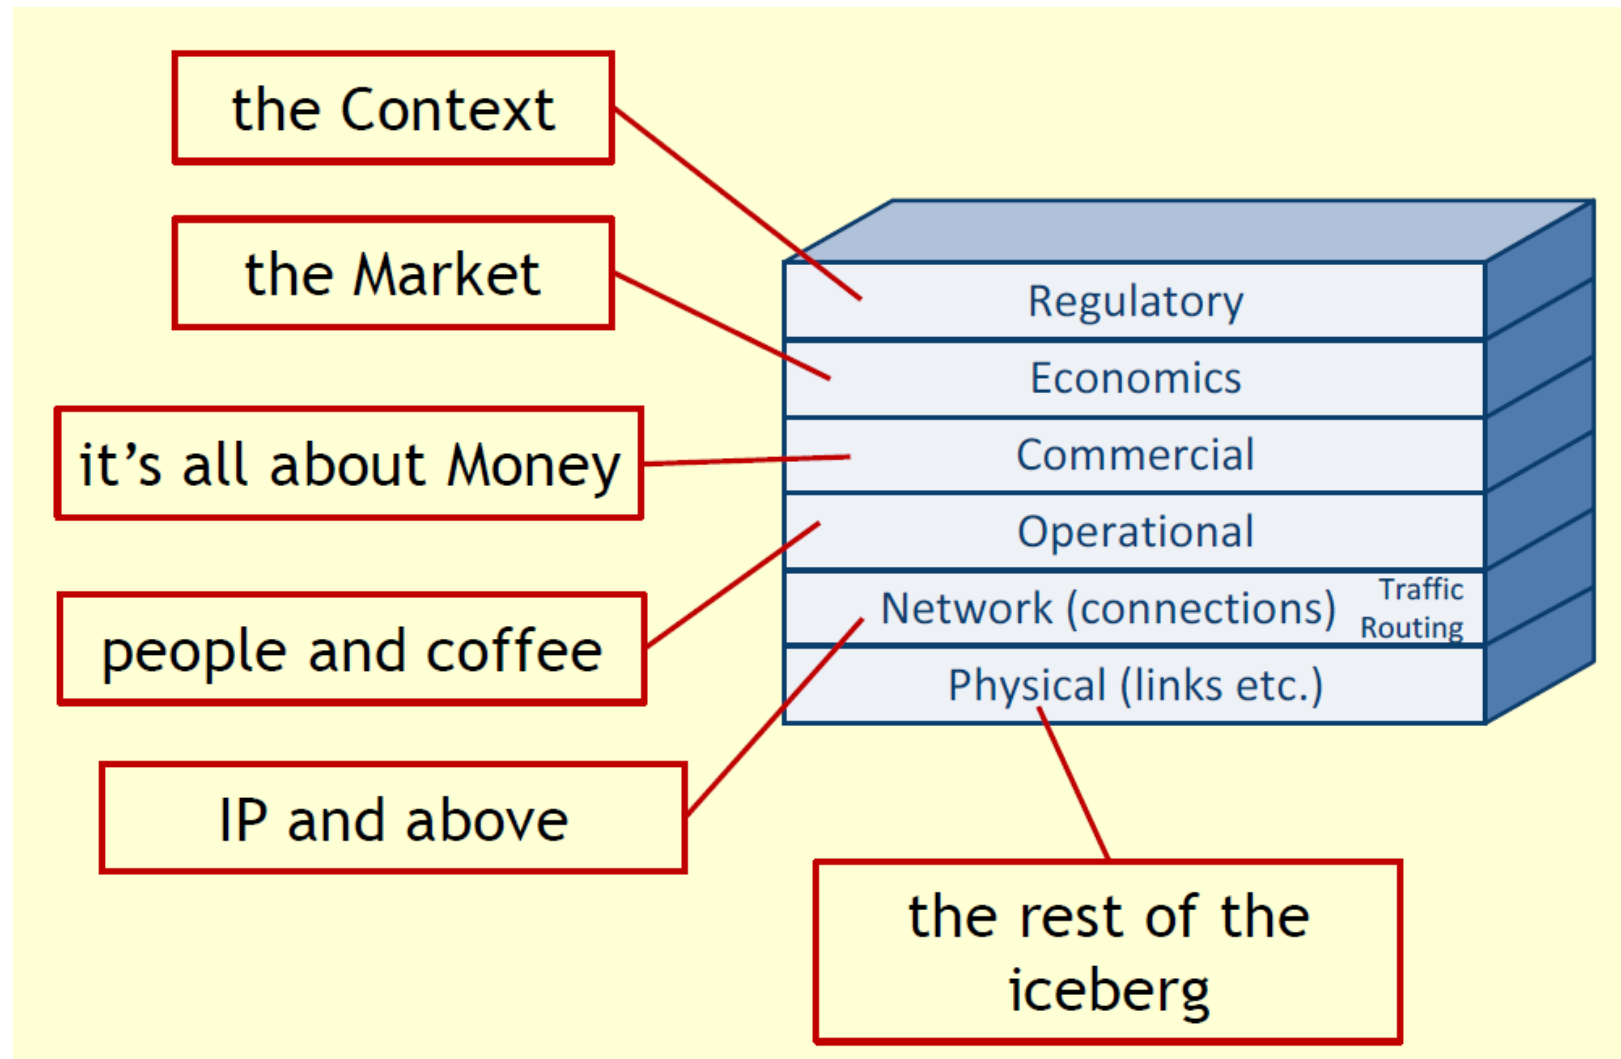 the Context
the Market
it’s all about Money
people and coffee
IP and above
Regulatory
Economics
Commercial
Operational
Network (connections)
Traffic
Routing
Physical (links etc.)
the rest of the
iceberg